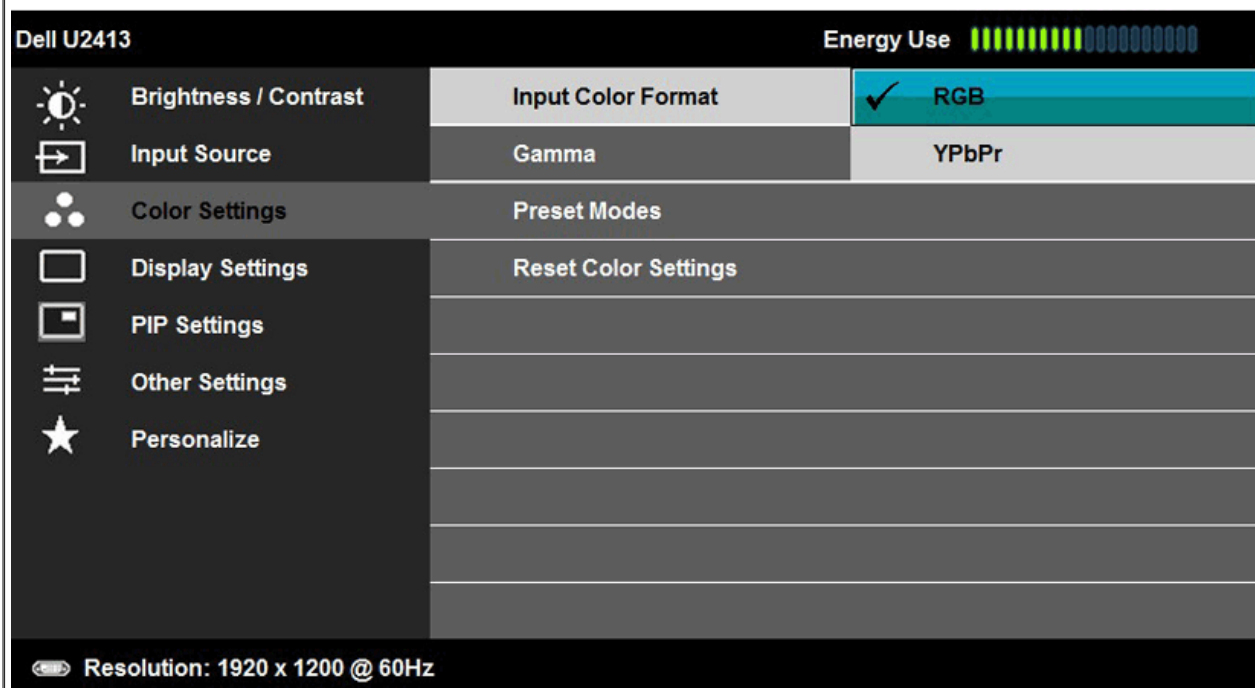 Dell U2413 Energy Use
Brightness / Contrast Input Color Format RGB
Input Source Gamma YPbPr
Color Settings Preset Modes
Display Settings Reset Color Settings
PIP Settings
Other Settings
Personalize
Resolution: 1920 x 1200 @ 60Hz